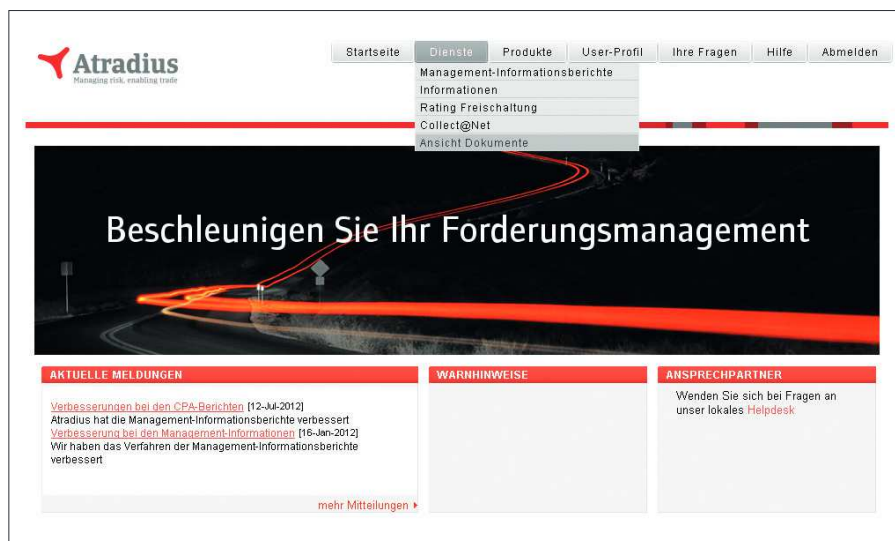 Atradius
Managing risk, enabling trade
Startseite Dienste Produkte User-Profil Ihre Fragen Hilfe Abmelden
Management-Informationsberichte
Informationen
Rating Freischaltung
Collect@Net
Ansicht Dokumente
Beschleunigen Sie Ihr Forderungsmanagement
AKTUELLE MELDUNGEN
Verbesserungen bei den CPA-Berichten [12-Jul-2012]
Atradius hat die Management-Informationsberichte verbessert
Verbesserung bei den Management-Informationen [16-Jan-2012]
Wir haben das Verfahren der Management-Informationsberichte
verbessert
mehr Mitteilungen
WARNHINWEISE
ANSPRECHPARTNER
Wenden Sie sich bei Fragen an
unser lokales Helpdesk